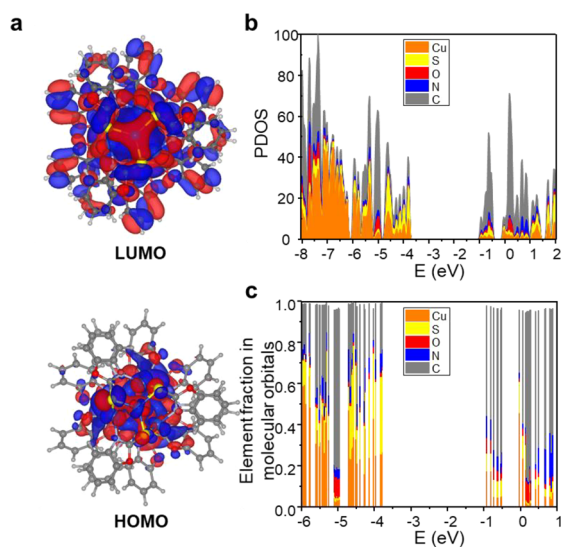 a
LUMO
HOMO
b
100
80
60
40
20
0
PDOS
Cu
S
O
N
C
-8 -7 -6 -5 -4 -3 -2 -1 0 1 2
E (eV)
c
1.0
0.8
0.6
0.4
0.2
0.0
Element fraction in
molecular orbitals
Cu
S
O
N
C
-6 -5 -4 -3 -2 -1 0 1
E (eV)